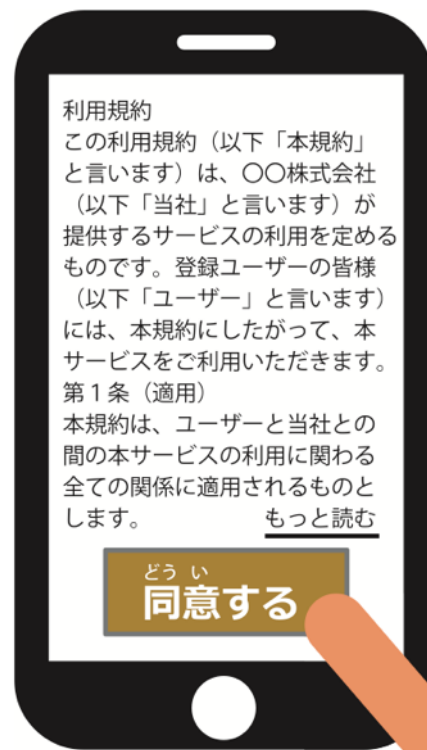 利用規約
この利用規約（以下「本規約」
と言います）は、〇〇株式会社
（以下「当社」と言います）が
提供するサービスの利用を定める
ものです。登録ユーザーの皆様
（以下「ユーザー」と言います）
には、本規約にしたがって、本
サービスをご利用いただきます。
第１条（適用）
本規約は、ユーザーと当社との
間の本サービスの利用に関わる
全ての関係に適用されるものと
します。 もっと読む
どう い
同意する